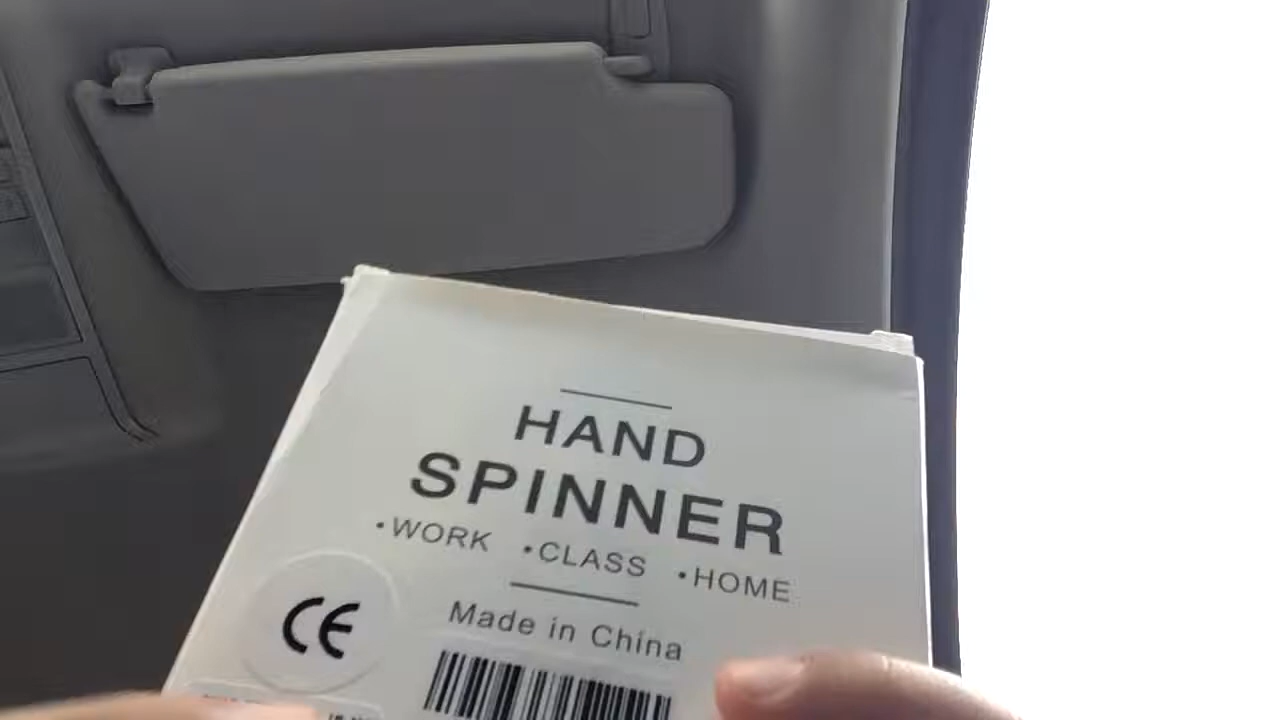 HAND
SPINNER
•WORK •CLASS •HOME
Made in China
CE